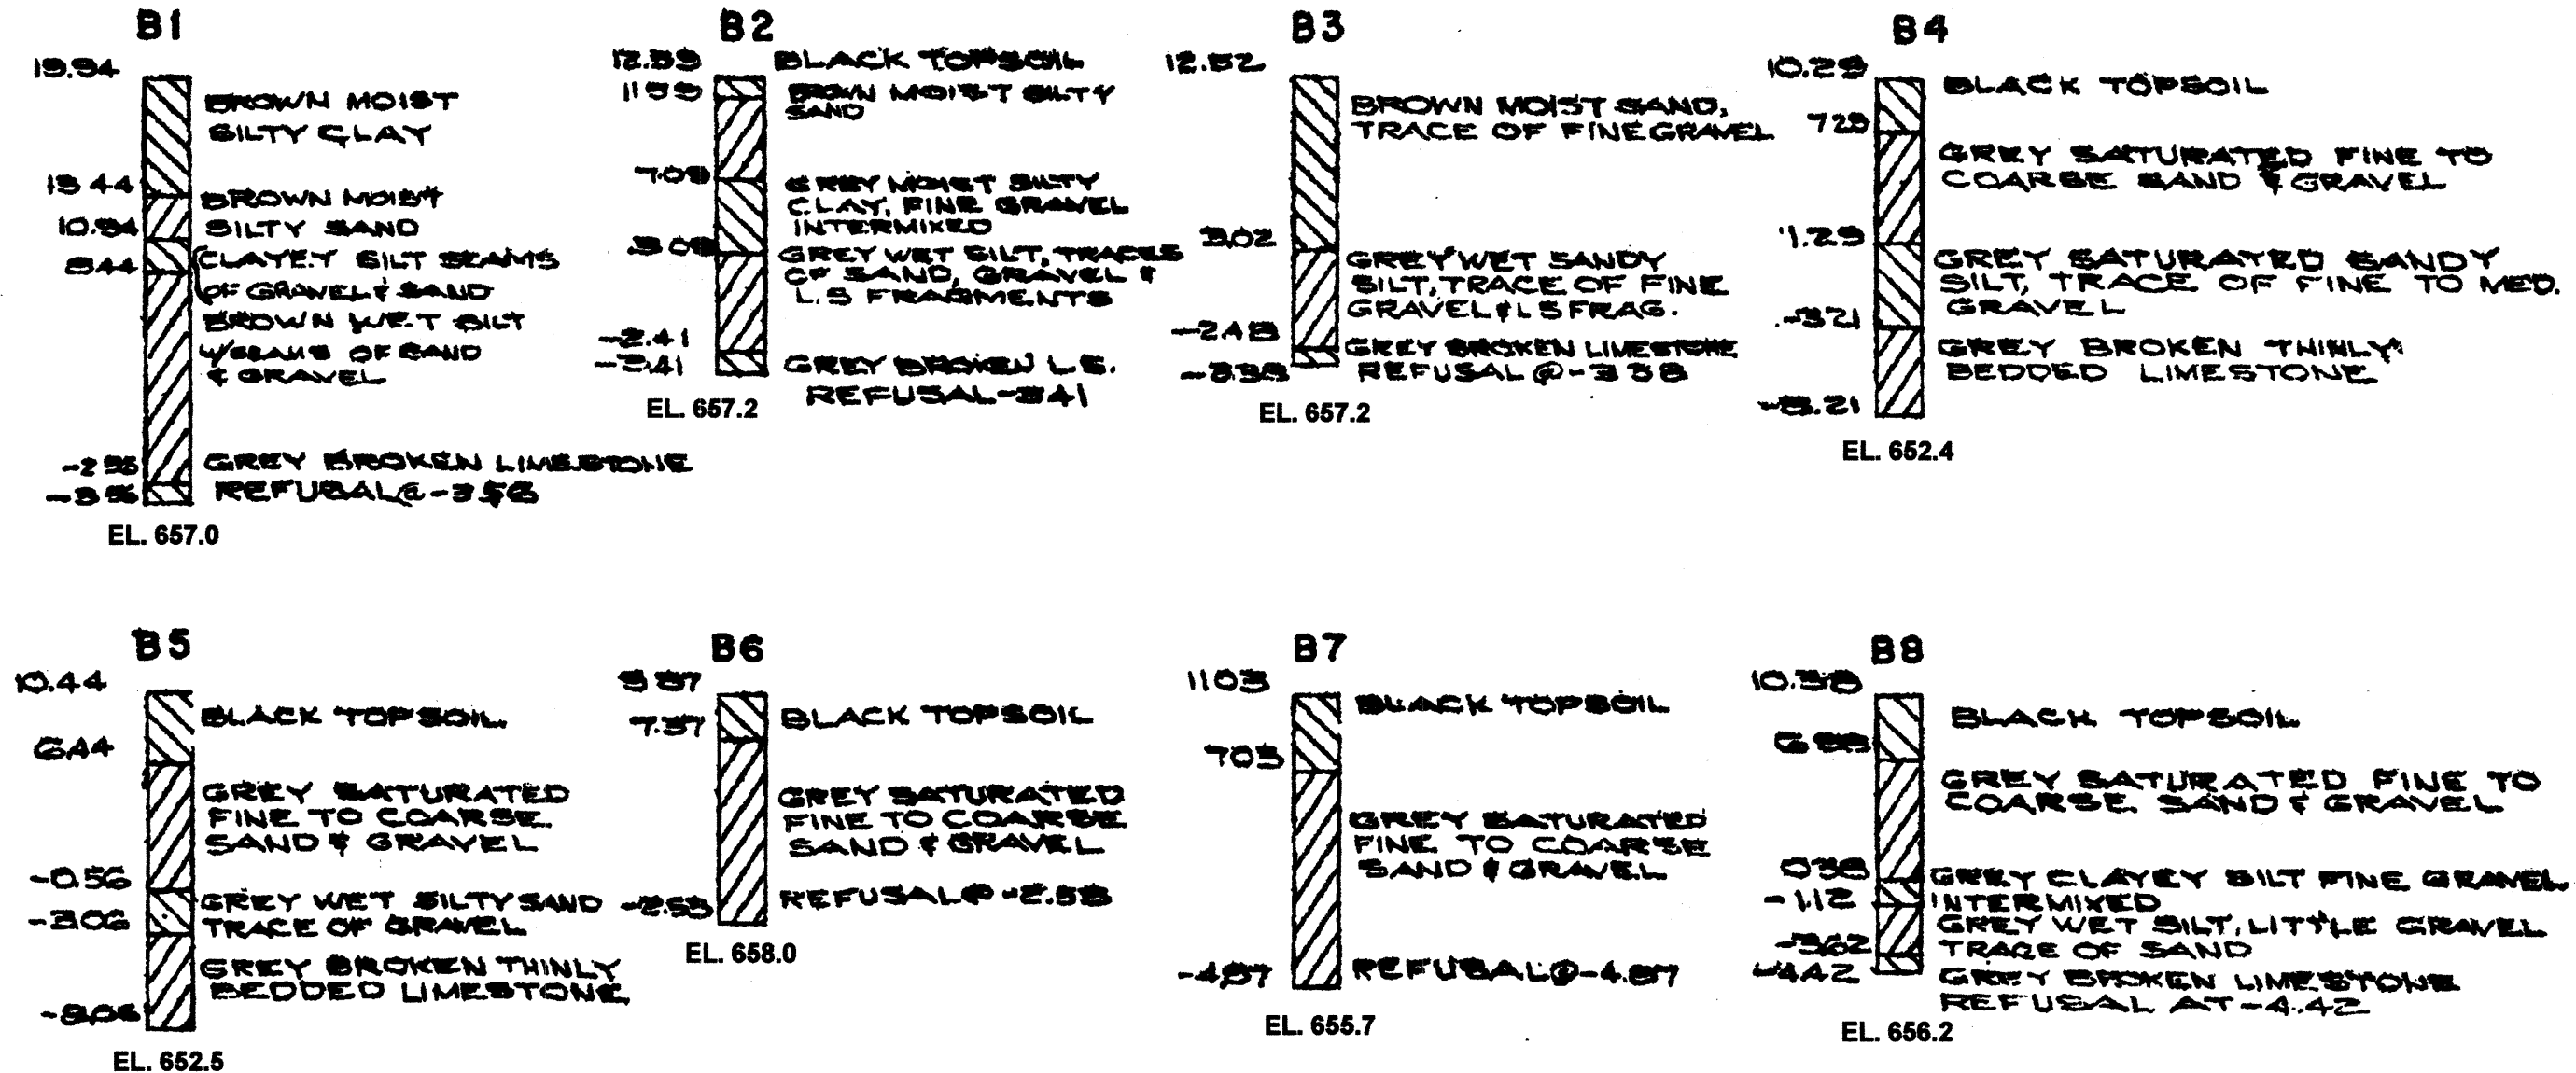 B1
19.94
BROWN MOIST
SILTY CLAY
13.44
BROWN MOIST
10.94
SILTY SAND
8.44
CLAYEY SILT SEAMS
OF GRAVEL & SAND
BROWN WET SILT
W/SEAMS OF SAND
& GRAVEL
-2.56
GREY BROKEN LIMESTONE
-3.56
REFUSAL @ -3.56
EL. 657.0
B2
12.59
BLACK TOPSOIL
11.59
BROWN MOIST SILTY
SAND
7.09
GREY MOIST SILTY
CLAY, FINE GRAVEL
INTERMIXED
3.09
GREY WET SILT, TRACES
OF SAND, GRAVEL &
L.S FRAGMENTS
-2.41
-3.41
GREY BROKEN L.S.
REFUSAL -3.41
EL. 657.2
B3
12.52
BROWN MOIST SAND,
TRACE OF FINE GRAVEL
3.02
GREY WET SANDY
SILT, TRACE OF FINE
GRAVEL & L S FRAG.
-2.48
GREY BROKEN LIMESTONE
-3.38
REFUSAL @ -3 38
EL. 657.2
B4
10.29
BLACK TOPSOIL
7 29
GREY SATURATED FINE TO
COARSE SAND & GRAVEL
1.29
GREY SATURATED SANDY
SILT, TRACE OF FINE TO MED.
GRAVEL
-3.21
GREY BROKEN THINLY
BEDDED LIMESTONE
-8.21
EL. 652.4
B5
10.44
BLACK TOPSOIL
6.44
GREY SATURATED
FINE TO COARSE
SAND & GRAVEL
-0.56
GREY WET SILTY SAND
-3.06
TRACE OF GRAVEL
GREY BROKEN THINLY
BEDDED LIMESTONE
-8.06
EL. 652.5
B6
BLACK TOPSOIL
7.37
GREY SATURATED
FINE TO COARSE
SAND & GRAVEL
-2.53
REFUSAL @ -2.53
EL. 658.0
B7
11 03
BLACK TOPSOIL
7 03
GREY SATURATED
FINE TO COARSE
SAND & GRAVEL
-4.87
REFUSAL @ -4.87
EL. 655.7
B8
10.38
BLACK TOPSOIL
GREY SATURATED FINE TO
COARSE SAND & GRAVEL
0 38
GREY CLAYEY SILT FINE GRAVEL
-1.12
INTERMIXED
GREY WET SILT, LITTLE GRAVEL
-3.62
TRACE OF SAND
-4.42
GREY BROKEN LIMESTONE
REFUSAL AT -4.42
EL. 656.2